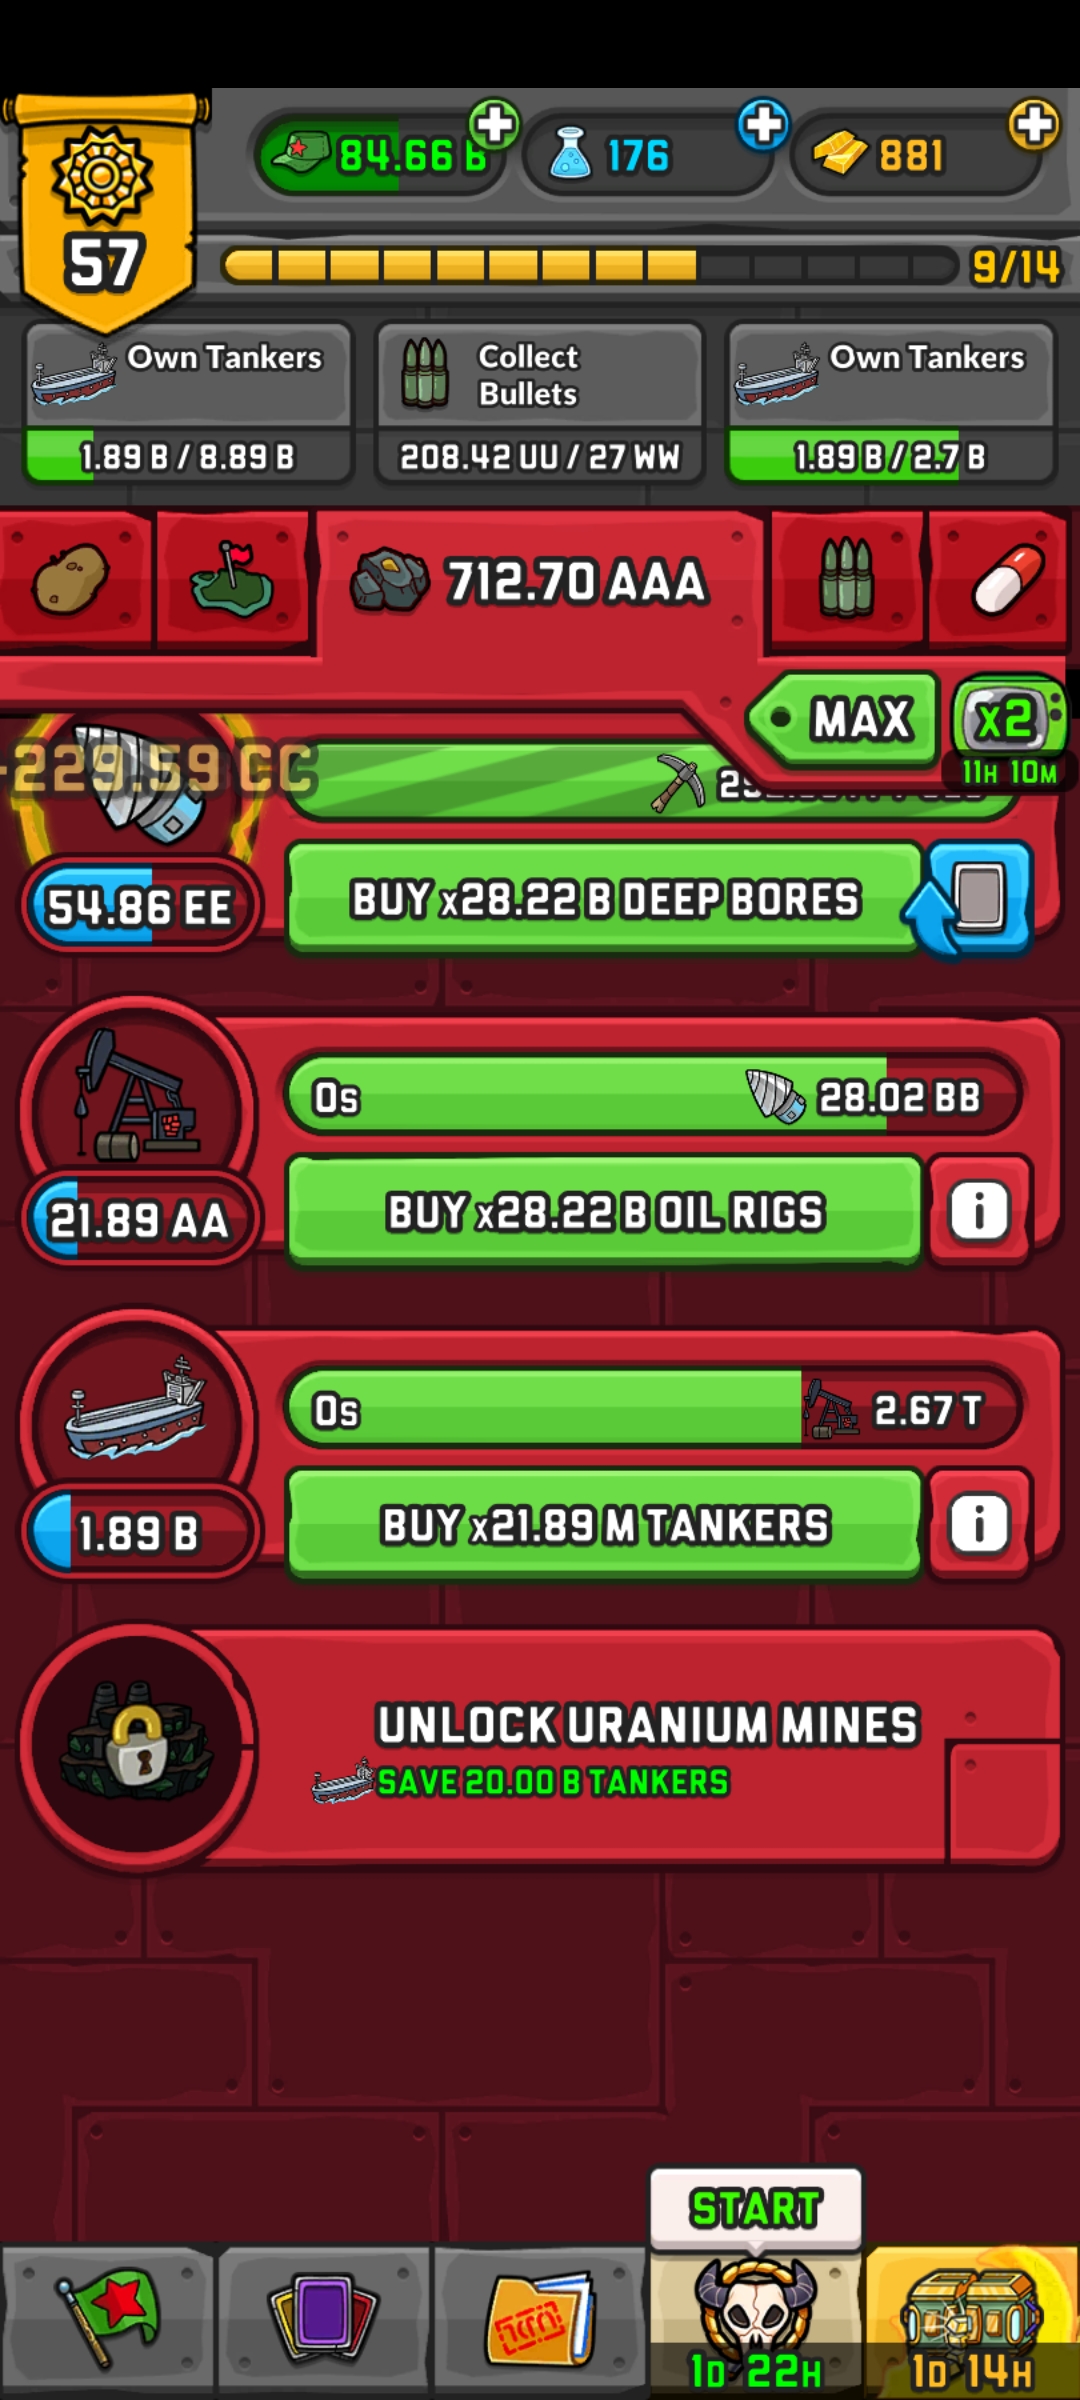 84.66 B
176
881
57
9/14
Own Tankers
1.89 B / 8.89 B
Collect
Bullets
208.42 UU / 27 WW
Own Tankers
1.89 B / 2.7 B
712.70 AAA
MAX
x2
11H 10M
-229.59 CC
54.86 EE
BUY x28.22 B DEEP BORES
0s
28.02 BB
21.89 AA
BUY x28.22 B OIL RIGS
i
0s
2.67 T
1.89 B
BUY x21.89 M TANKERS
i
UNLOCK URANIUM MINES
SAVE 20.00 B TANKERS
START
1D 22H
1D 14H